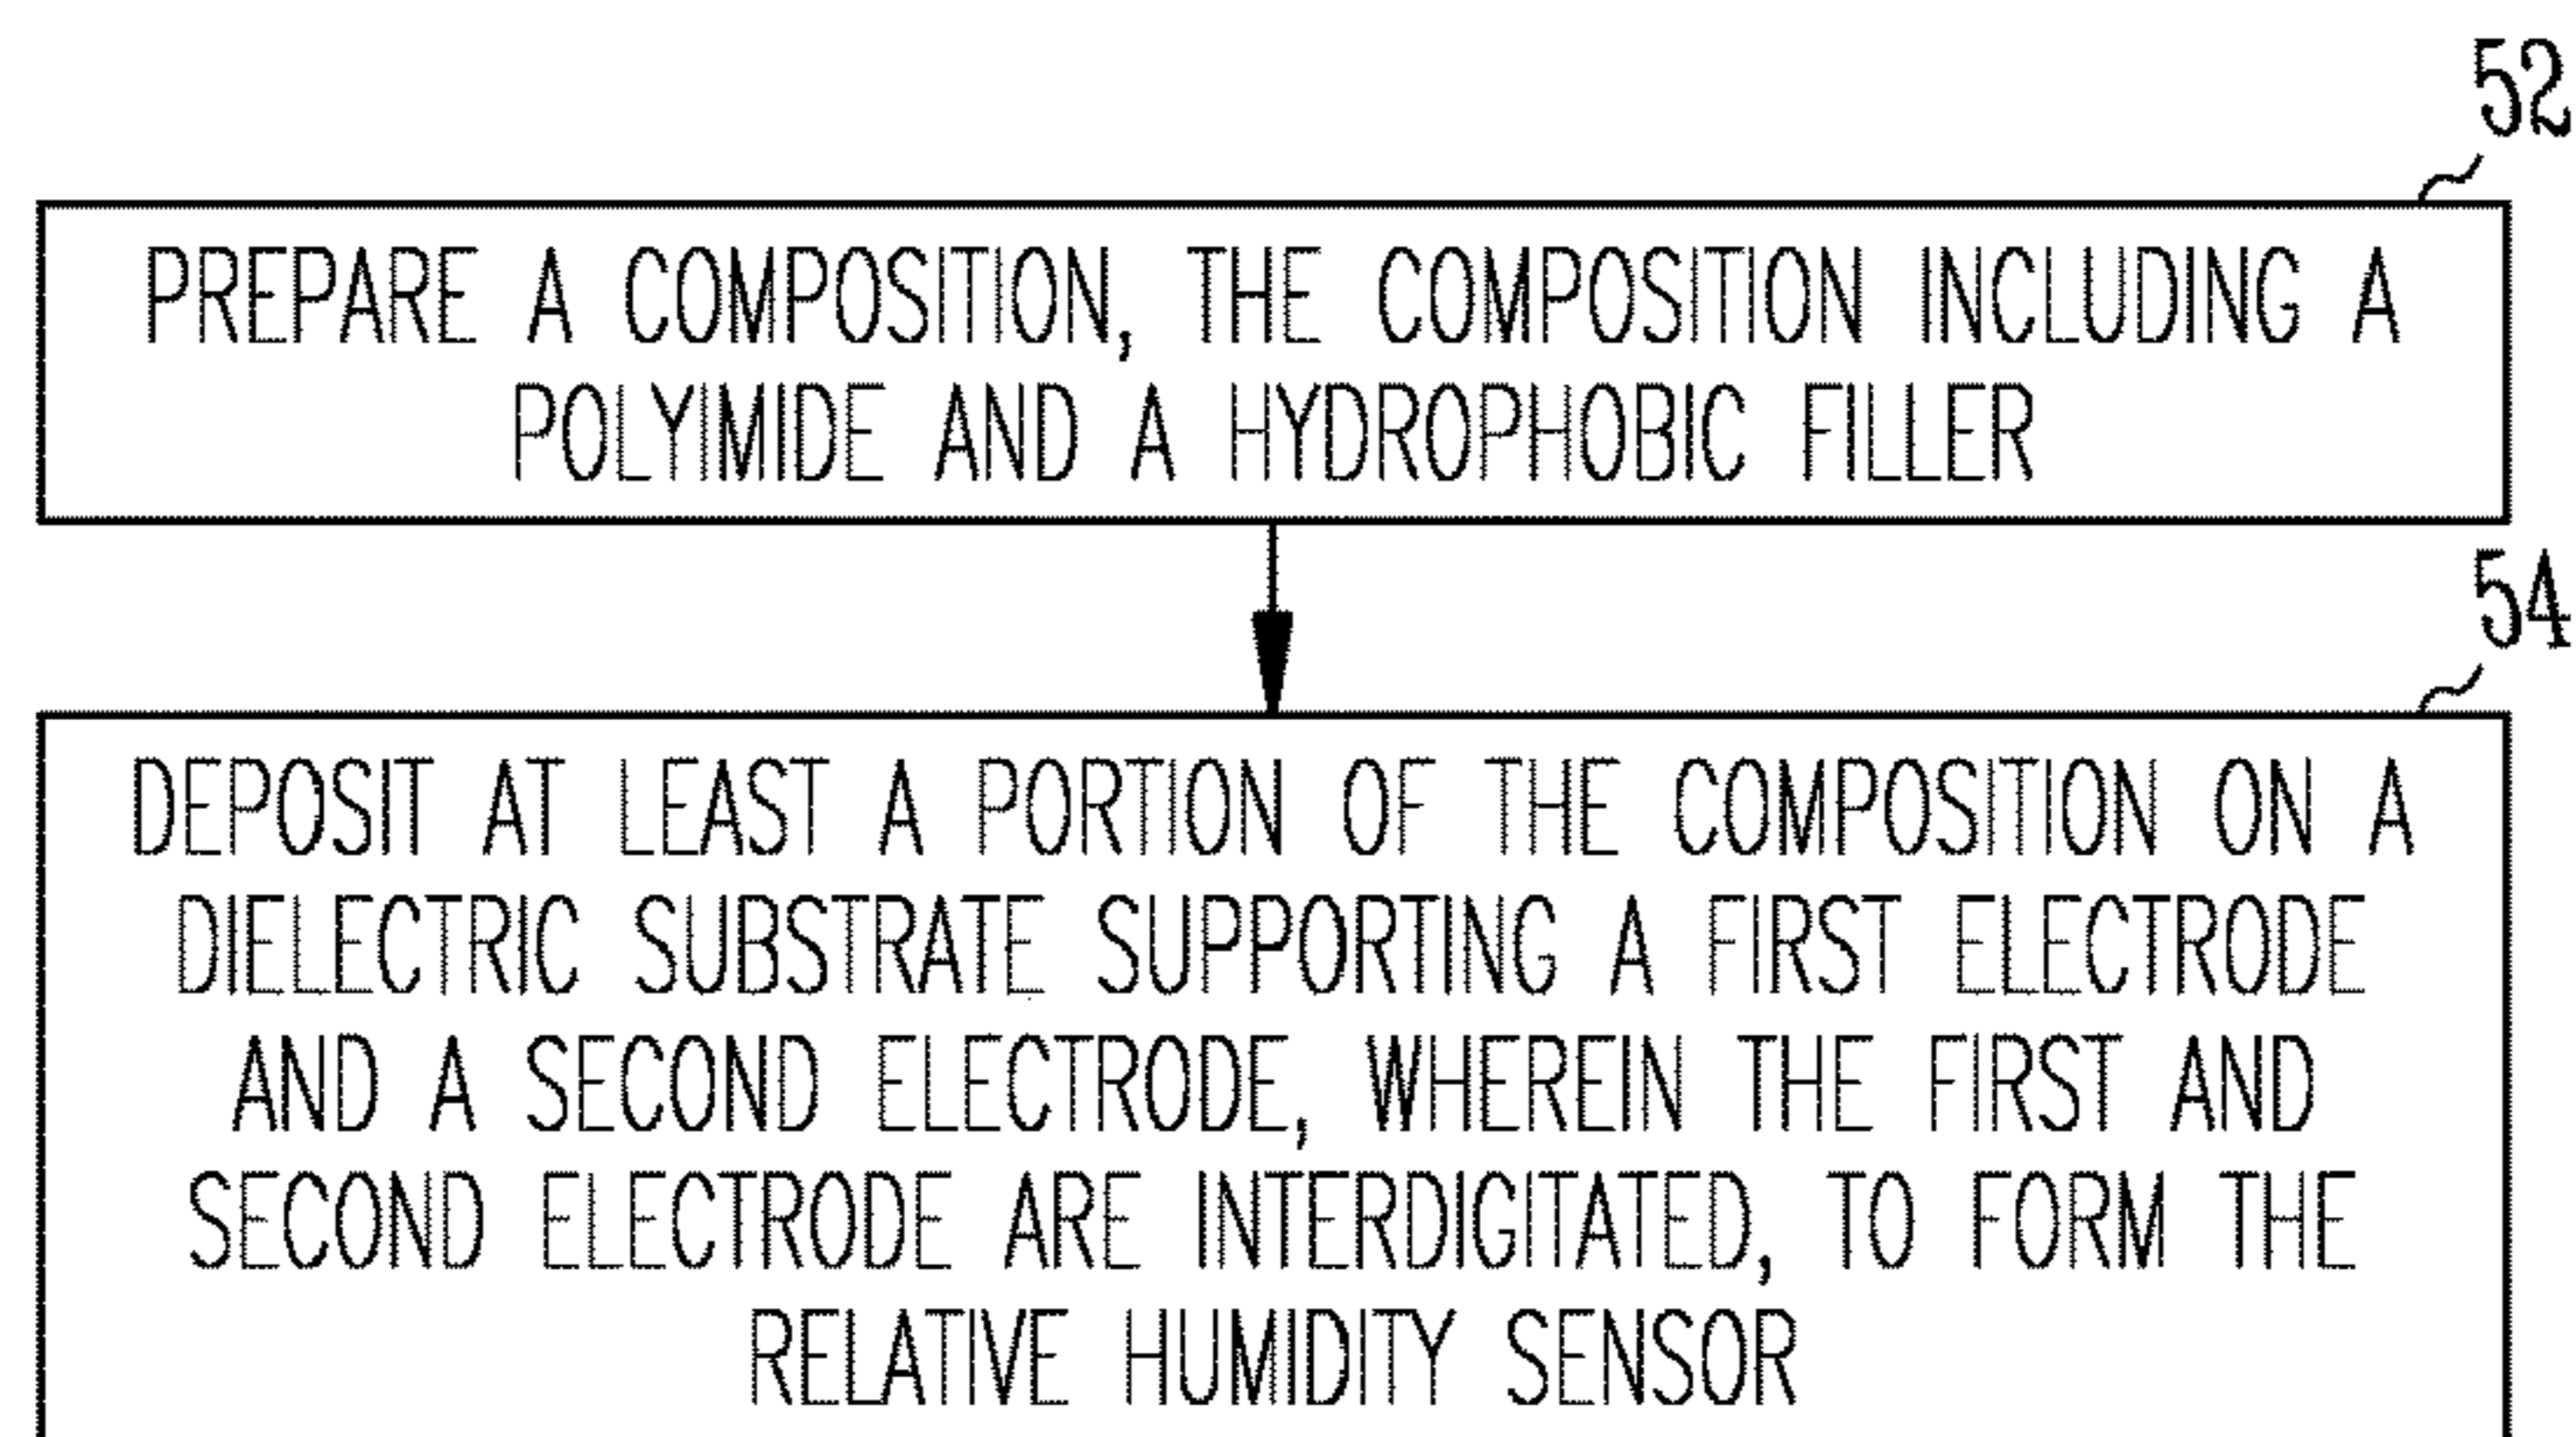 52
PREPARE A COMPOSITION, THE COMPOSITION INCLUDING A
POLYIMIDE AND A HYDROPHOBIC FILLER
54
DEPOSIT AT LEAST A PORTION OF THE COMPOSITION ON A
DIELECTRIC SUBSTRATE SUPPORTING A FIRST ELECTRODE
AND A SECOND ELECTRODE, WHEREIN THE FIRST AND
SECOND ELECTRODE ARE INTERDIGITATED, TO FORM THE
RELATIVE HUMIDITY SENSOR